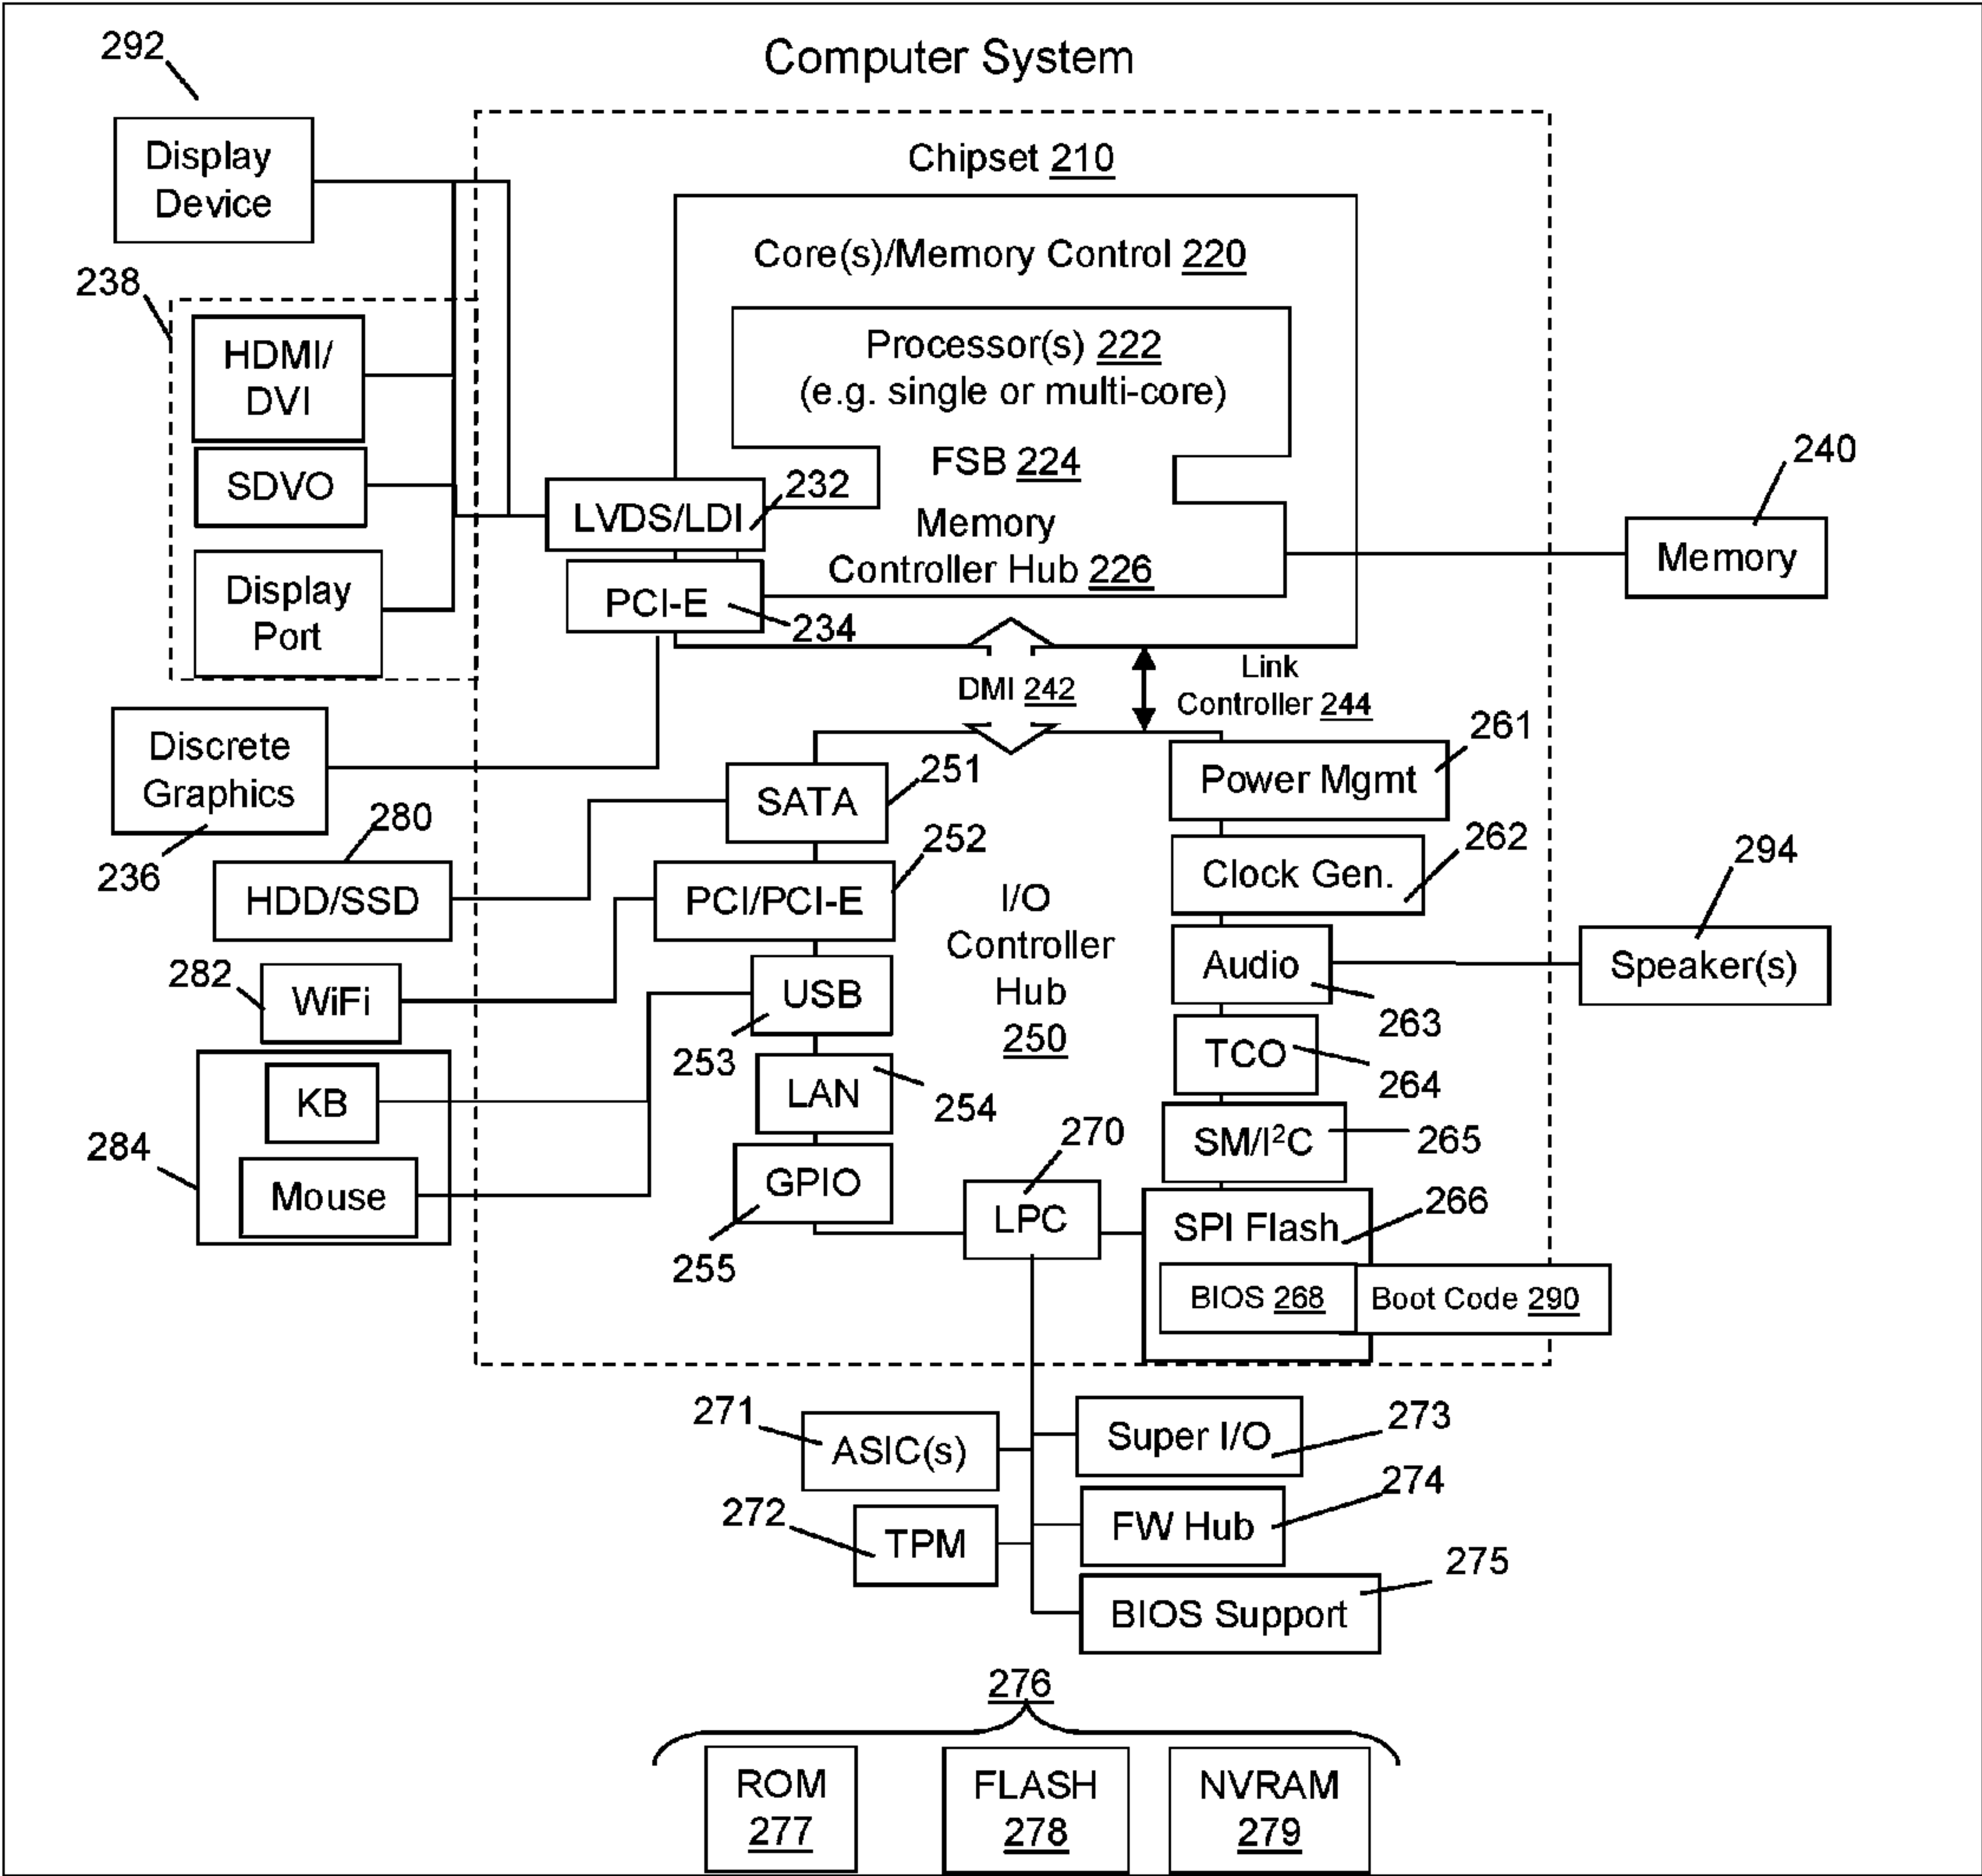 Computer System
292
Display
Device
Chipset 210
Core(s)/Memory Control 220
238
HDMI/
DVI
Processor(s) 222
(e.g. single or multi-core)
FSB 224
SDVO
LVDS/LDI
232
Memory
Controller Hub 226
240
Memory
Display
Port
PCI-E
234
DMI 242
Link
Controller 244
Discrete
Graphics
236
SATA
251
Power Mgmt
261
280
HDD/SSD
PCI/PCI-E
252
I/O
Controller
Hub
250
Clock Gen.
262
294
Speaker(s)
282
WiFi
USB
253
Audio
263
TCO
264
284
KB
Mouse
LAN
254
SM/I²C
265
GPIO
255
270
LPC
SPI Flash
266
BIOS 268
Boot Code 290
271
ASIC(s)
Super I/O
273
272
TPM
FW Hub
274
BIOS Support
275
276
ROM
277
FLASH
278
NVRAM
279